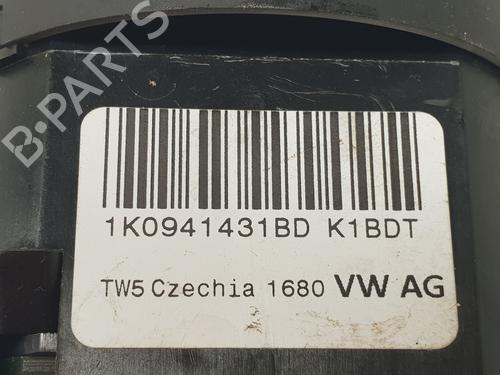 B-PARTS
1K0941431BD K1BDT
TW5 Czechia 1680 VW AG